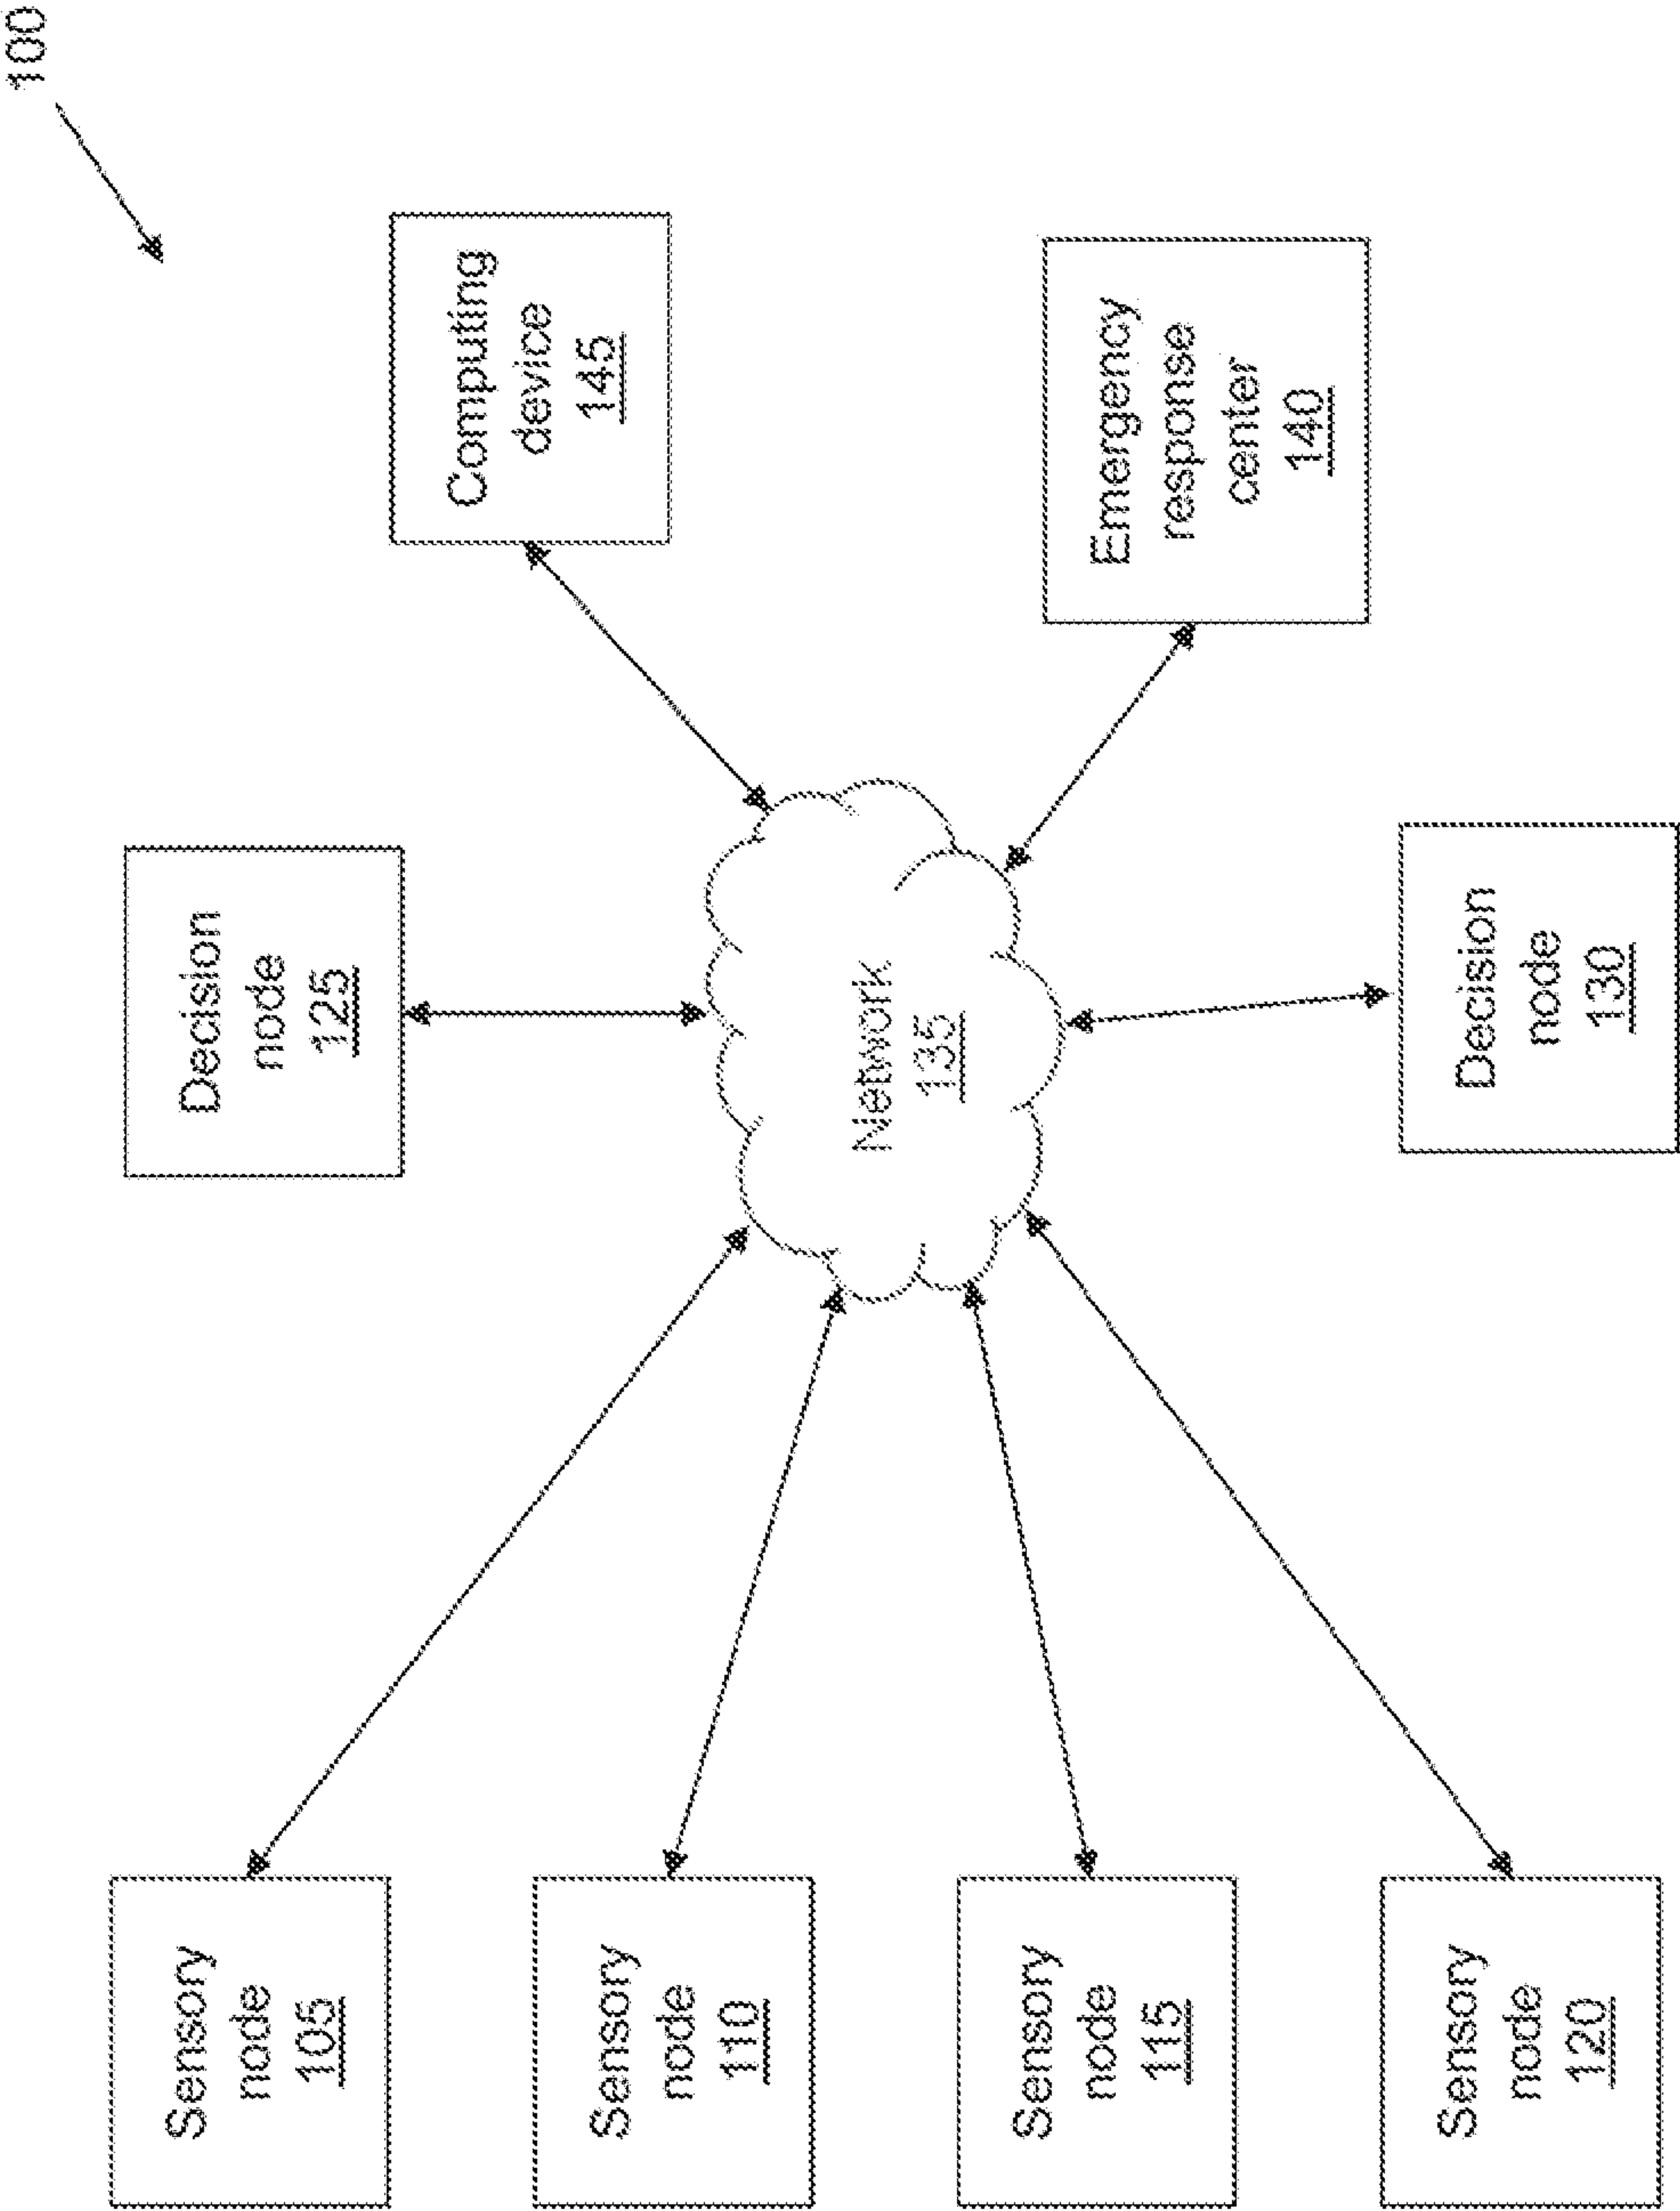 100
Sensory
node
105
Sensory
node
110
Sensory
node
115
Sensory
node
120
Decision
node
125
Network
135
Decision
node
130
Computing
device
145
Emergency
response
center
140